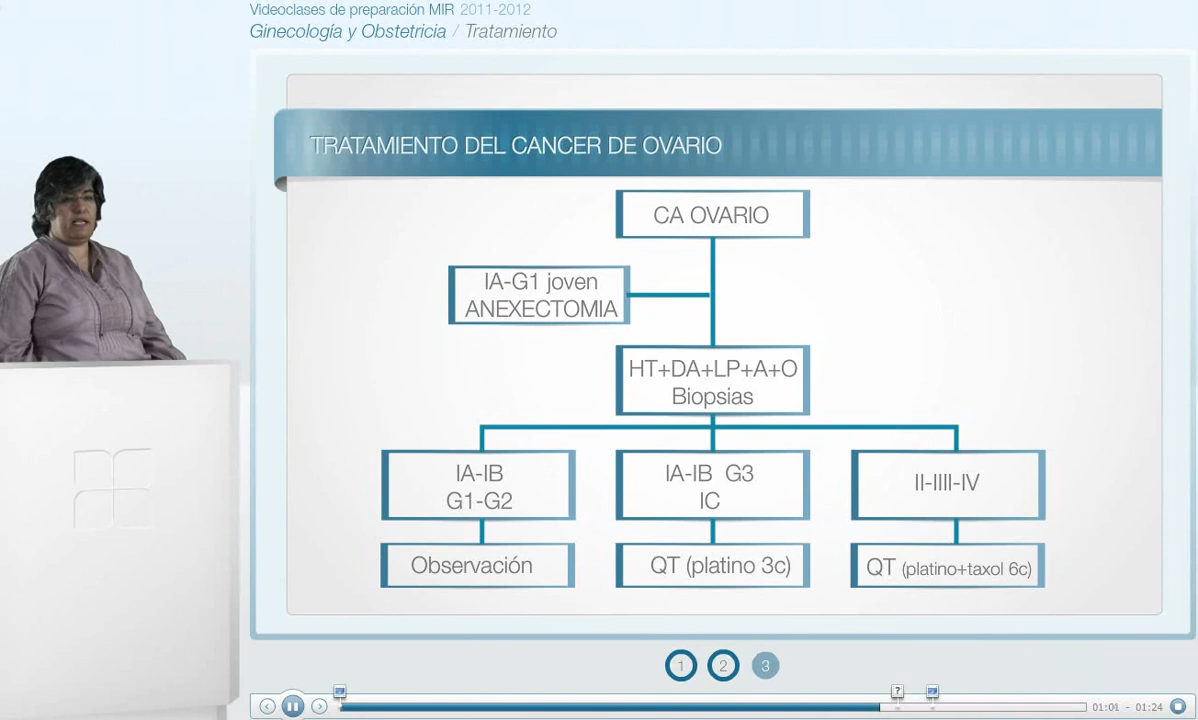 Videoclases de preparación MIR 2011-2012
Ginecología y Obstetricia / Tratamiento
TRATAMIENTO DEL CANCER DE OVARIO
CA OVARIO
IA-G1 joven
ANEXECTOMIA
HT+DA+LP+A+O
Biopsias
IA-IB
G1-G2
IA-IB G3
IC
II-IIII-IV
Observación
QT (platino 3c)
QT (platino+taxol 6c)
1 2 3
?
01:01 - 01:24